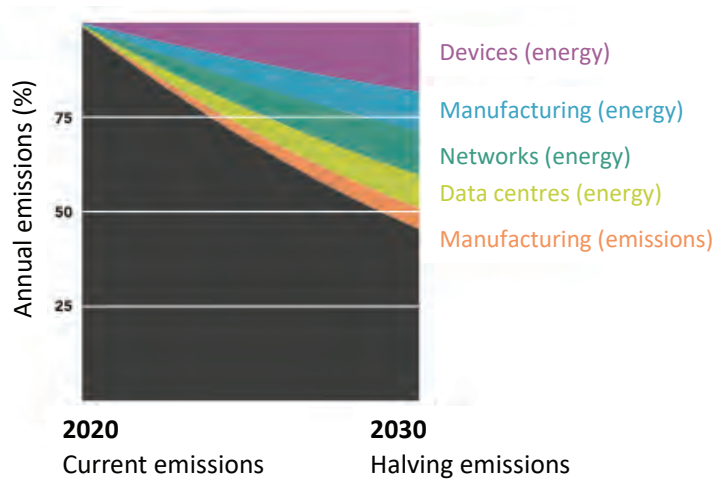 Annual emissions (%)
75
50
25
Devices (energy)
Manufacturing (energy)
Networks (energy)
Data centres (energy)
Manufacturing (emissions)
2020
Current emissions
2030
Halving emissions